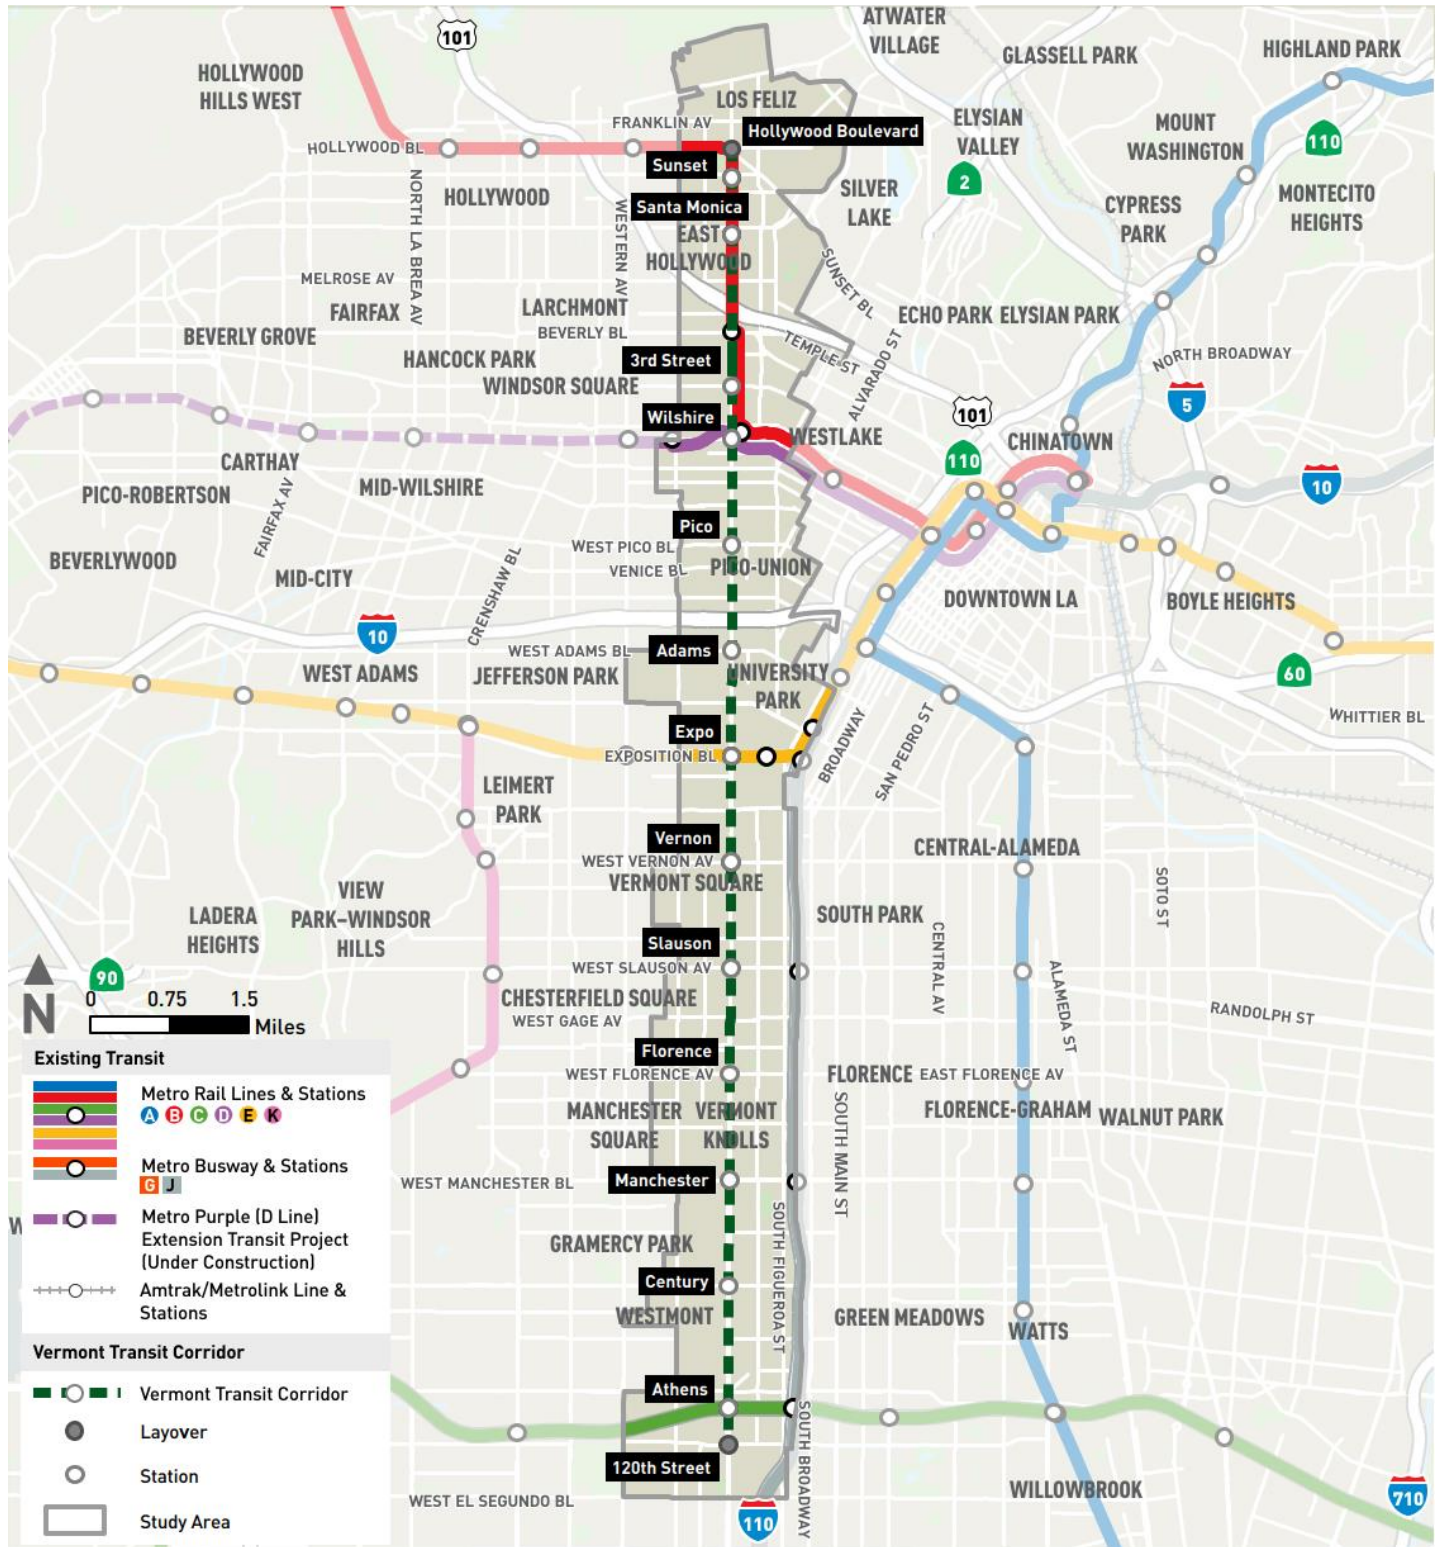 ATWATER
VILLAGE
101
GLASSELL PARK
HIGHLAND PARK
HOLLYWOOD
HILLS WEST
LOS FELIZ
FRANKLIN AV
Hollywood Boulevard
ELYSIAN
VALLEY
MOUNT
WASHINGTON
110
HOLLYWOOD BL
Sunset
2
SILVER
LAKE
MONTECITO
HEIGHTS
NORTH LA BREA AV
HOLLYWOOD
WESTERN AV
Santa Monica
CYPRESS
PARK
EAST
HOLLYWOOD
SUNSET BL
MELROSE AV
FAIRFAX
LARCHMONT
ECHO PARK
ELYSIAN PARK
BEVERLY GROVE
BEVERLY BL
TEMPLE ST
ALVARADO ST
NORTH BROADWAY
HANCOCK PARK
3rd Street
WINDSOR SQUARE
5
Wilshire
101
WESTLAKE
CHINATOWN
110
CARTHAY
10
PICO-ROBERTSON
FAIRFAX AV
MID-WILSHIRE
Pico
WEST PICO BL
BEVERLYWOOD
VENICE BL
PICO-UNION
MID-CITY
CRENSHAW BL
DOWNTOWN LA
BOYLE HEIGHTS
10
WEST ADAMS BL
Adams
WEST ADAMS
JEFFERSON PARK
UNIVERSITY
PARK
60
WHITTIER BL
Expo
EXPOSITION BL
BROADWAY
SAN PEDRO ST
LEIMERT
PARK
Vernon
WEST VERNON AV
CENTRAL-ALAMEDA
VERMONT SQUARE
SOTO ST
VIEW
PARK–WINDSOR
HILLS
LADERA
HEIGHTS
SOUTH PARK
CENTRAL AV
Slauson
WEST SLAUSON AV
ALAMEDA ST
90
N
0 0.75 1.5
Miles
CHESTERFIELD SQUARE
WEST GAGE AV
RANDOLPH ST
Florence
WEST FLORENCE AV
FLORENCE
EAST FLORENCE AV
MANCHESTER
SQUARE
VERMONT
KNOLLS
SOUTH MAIN ST
FLORENCE-GRAHAM
WALNUT PARK
WEST MANCHESTER BL
Manchester
GRAMERCY PARK
SOUTH FIGUEROA ST
Century
WESTMONT
GREEN MEADOWS
WATTS
Athens
SOUTH BROADWAY
120th Street
WEST EL SEGUNDO BL
110
WILLOWBROOK
710
W
Existing Transit
Metro Rail Lines & Stations
A B C D E K
Metro Busway & Stations
G J
Metro Purple (D Line)
Extension Transit Project
(Under Construction)
Amtrak/Metrolink Line &
Stations
Vermont Transit Corridor
Vermont Transit Corridor
Layover
Station
Study Area